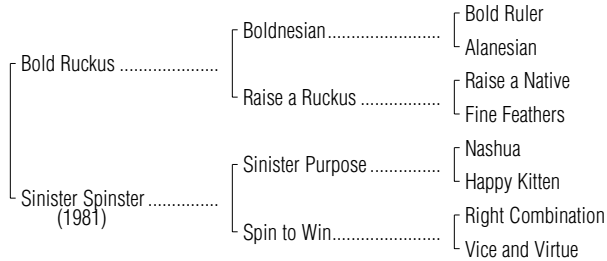 Bold Ruler
Boldnesian
Alanesian
Bold Ruckus
Raise a Native
Raise a Ruckus
Fine Feathers
Nashua
Sinister Purpose
Happy Kitten
Sinister Spinster
(1981)
Right Combination
Spin to Win
Vice and Virtue